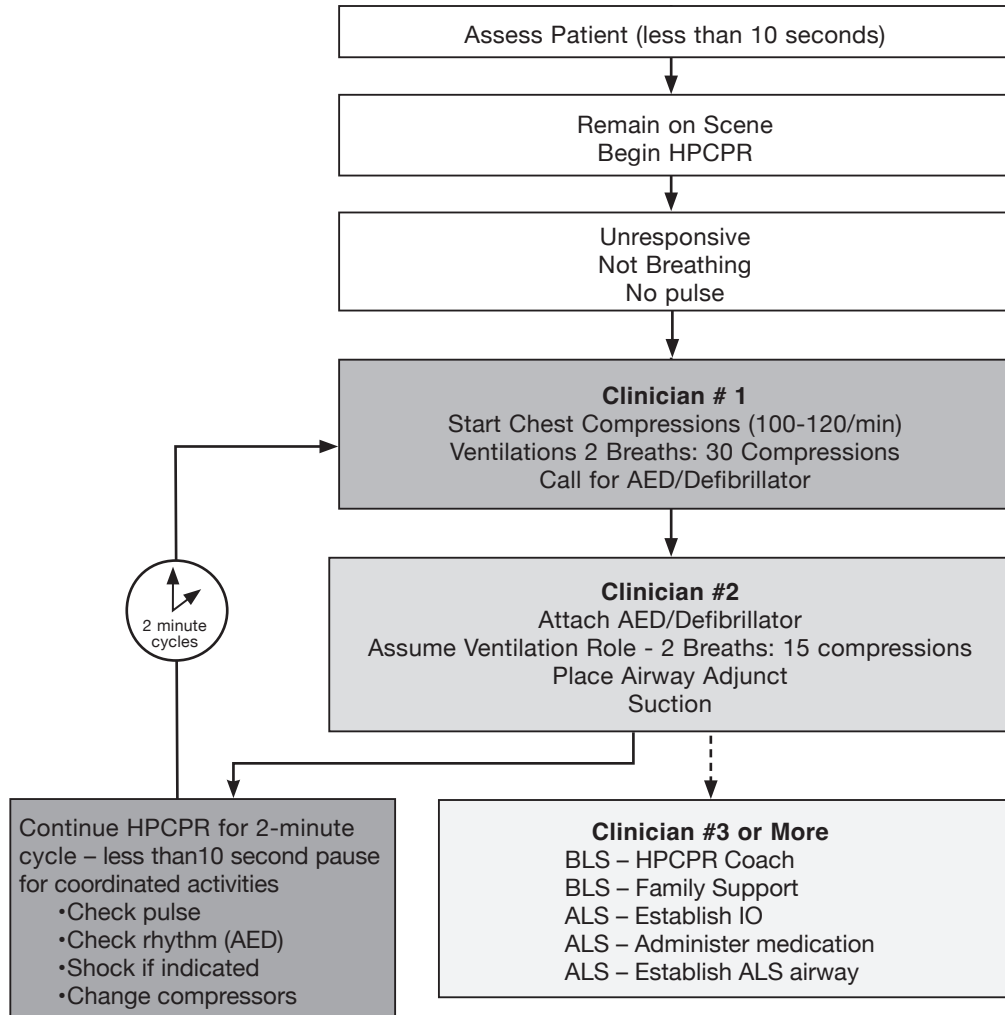 Assess Patient (less than 10 seconds)
Remain on Scene
Begin HPCPR
Unresponsive
Not Breathing
No pulse
Clinician # 1
Start Chest Compressions (100-120/min)
Ventilations 2 Breaths: 30 Compressions
Call for AED/Defibrillator
Clinician #2
Attach AED/Defibrillator
Assume Ventilation Role - 2 Breaths: 15 compressions
Place Airway Adjunct
Suction
2 minute
cycles
Continue HPCPR for 2-minute
cycle – less than10 second pause
for coordinated activities
•Check pulse
•Check rhythm (AED)
•Shock if indicated
•Change compressors
Clinician #3 or More
BLS – HPCPR Coach
BLS – Family Support
ALS – Establish IO
ALS – Administer medication
ALS – Establish ALS airway